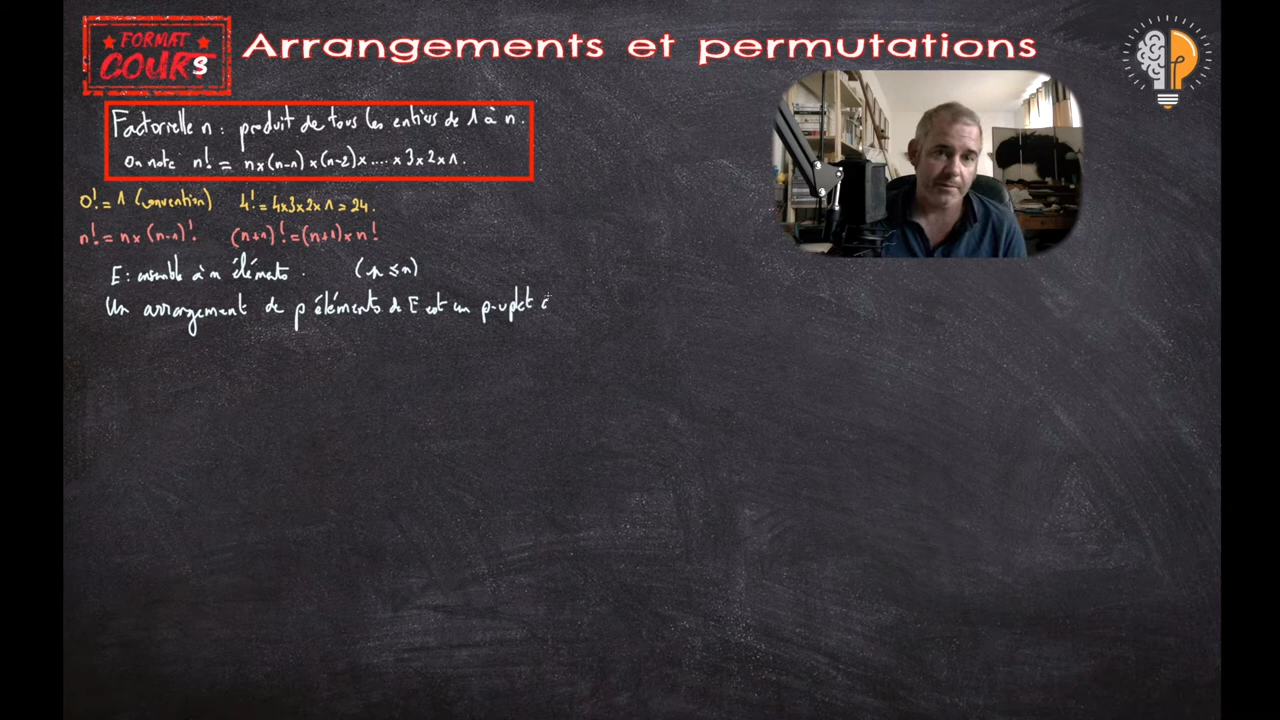 FORMAT
COURS
Arrangements et permutations
Factorielle n : produit de tous les entiers de 1 à n.
On note n! = n×(n-1)×(n-2)×....×3×2×1.
0! = 1 (convention) 4! = 4×3×2×1 = 24.
n! = n×(n-1)! (n+1)! = (n+1)×n!
E : ensemble à n éléments. (p ≤ n)
Un arrangement de p éléments de E est un p-uplet